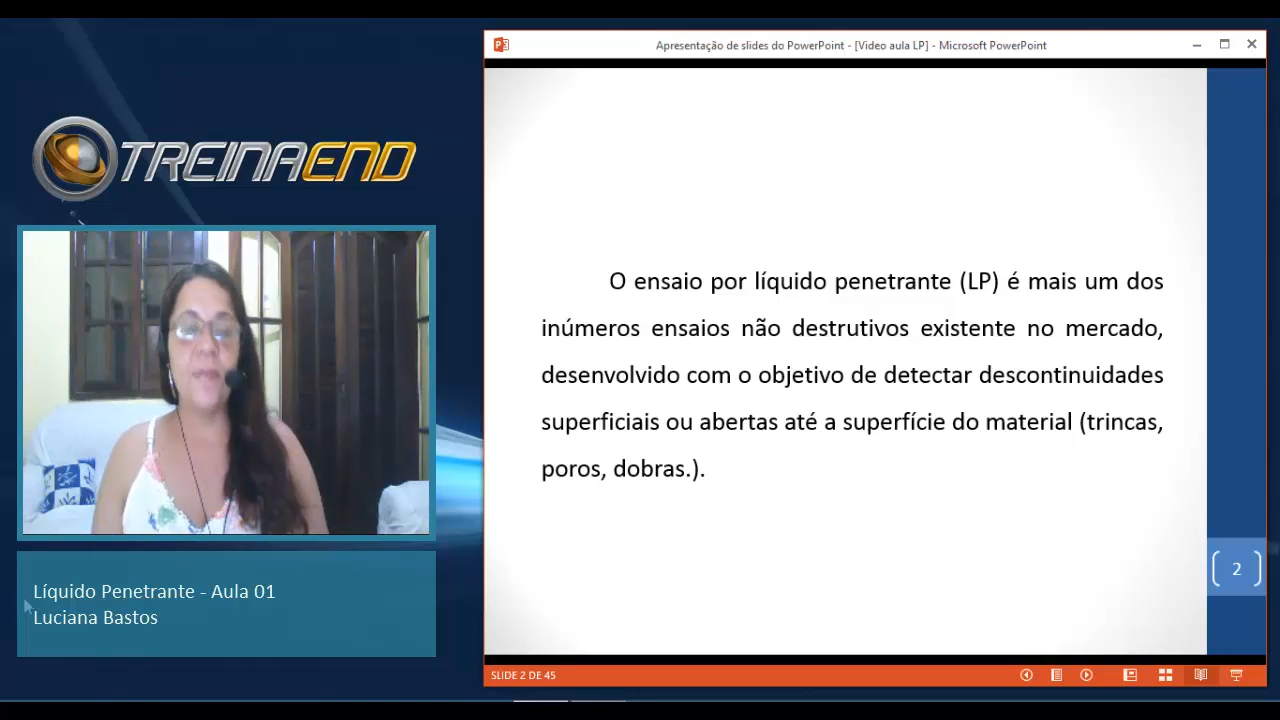 Apresentação de slides do PowerPoint - [Video aula LP] - Microsoft PowerPoint
TREINAEND
O ensaio por líquido penetrante (LP) é mais um dos
inúmeros ensaios não destrutivos existente no mercado,
desenvolvido com o objetivo de detectar descontinuidades
superficiais ou abertas até a superfície do material (trincas,
poros, dobras.).
2
Líquido Penetrante - Aula 01
Luciana Bastos
SLIDE 2 DE 45